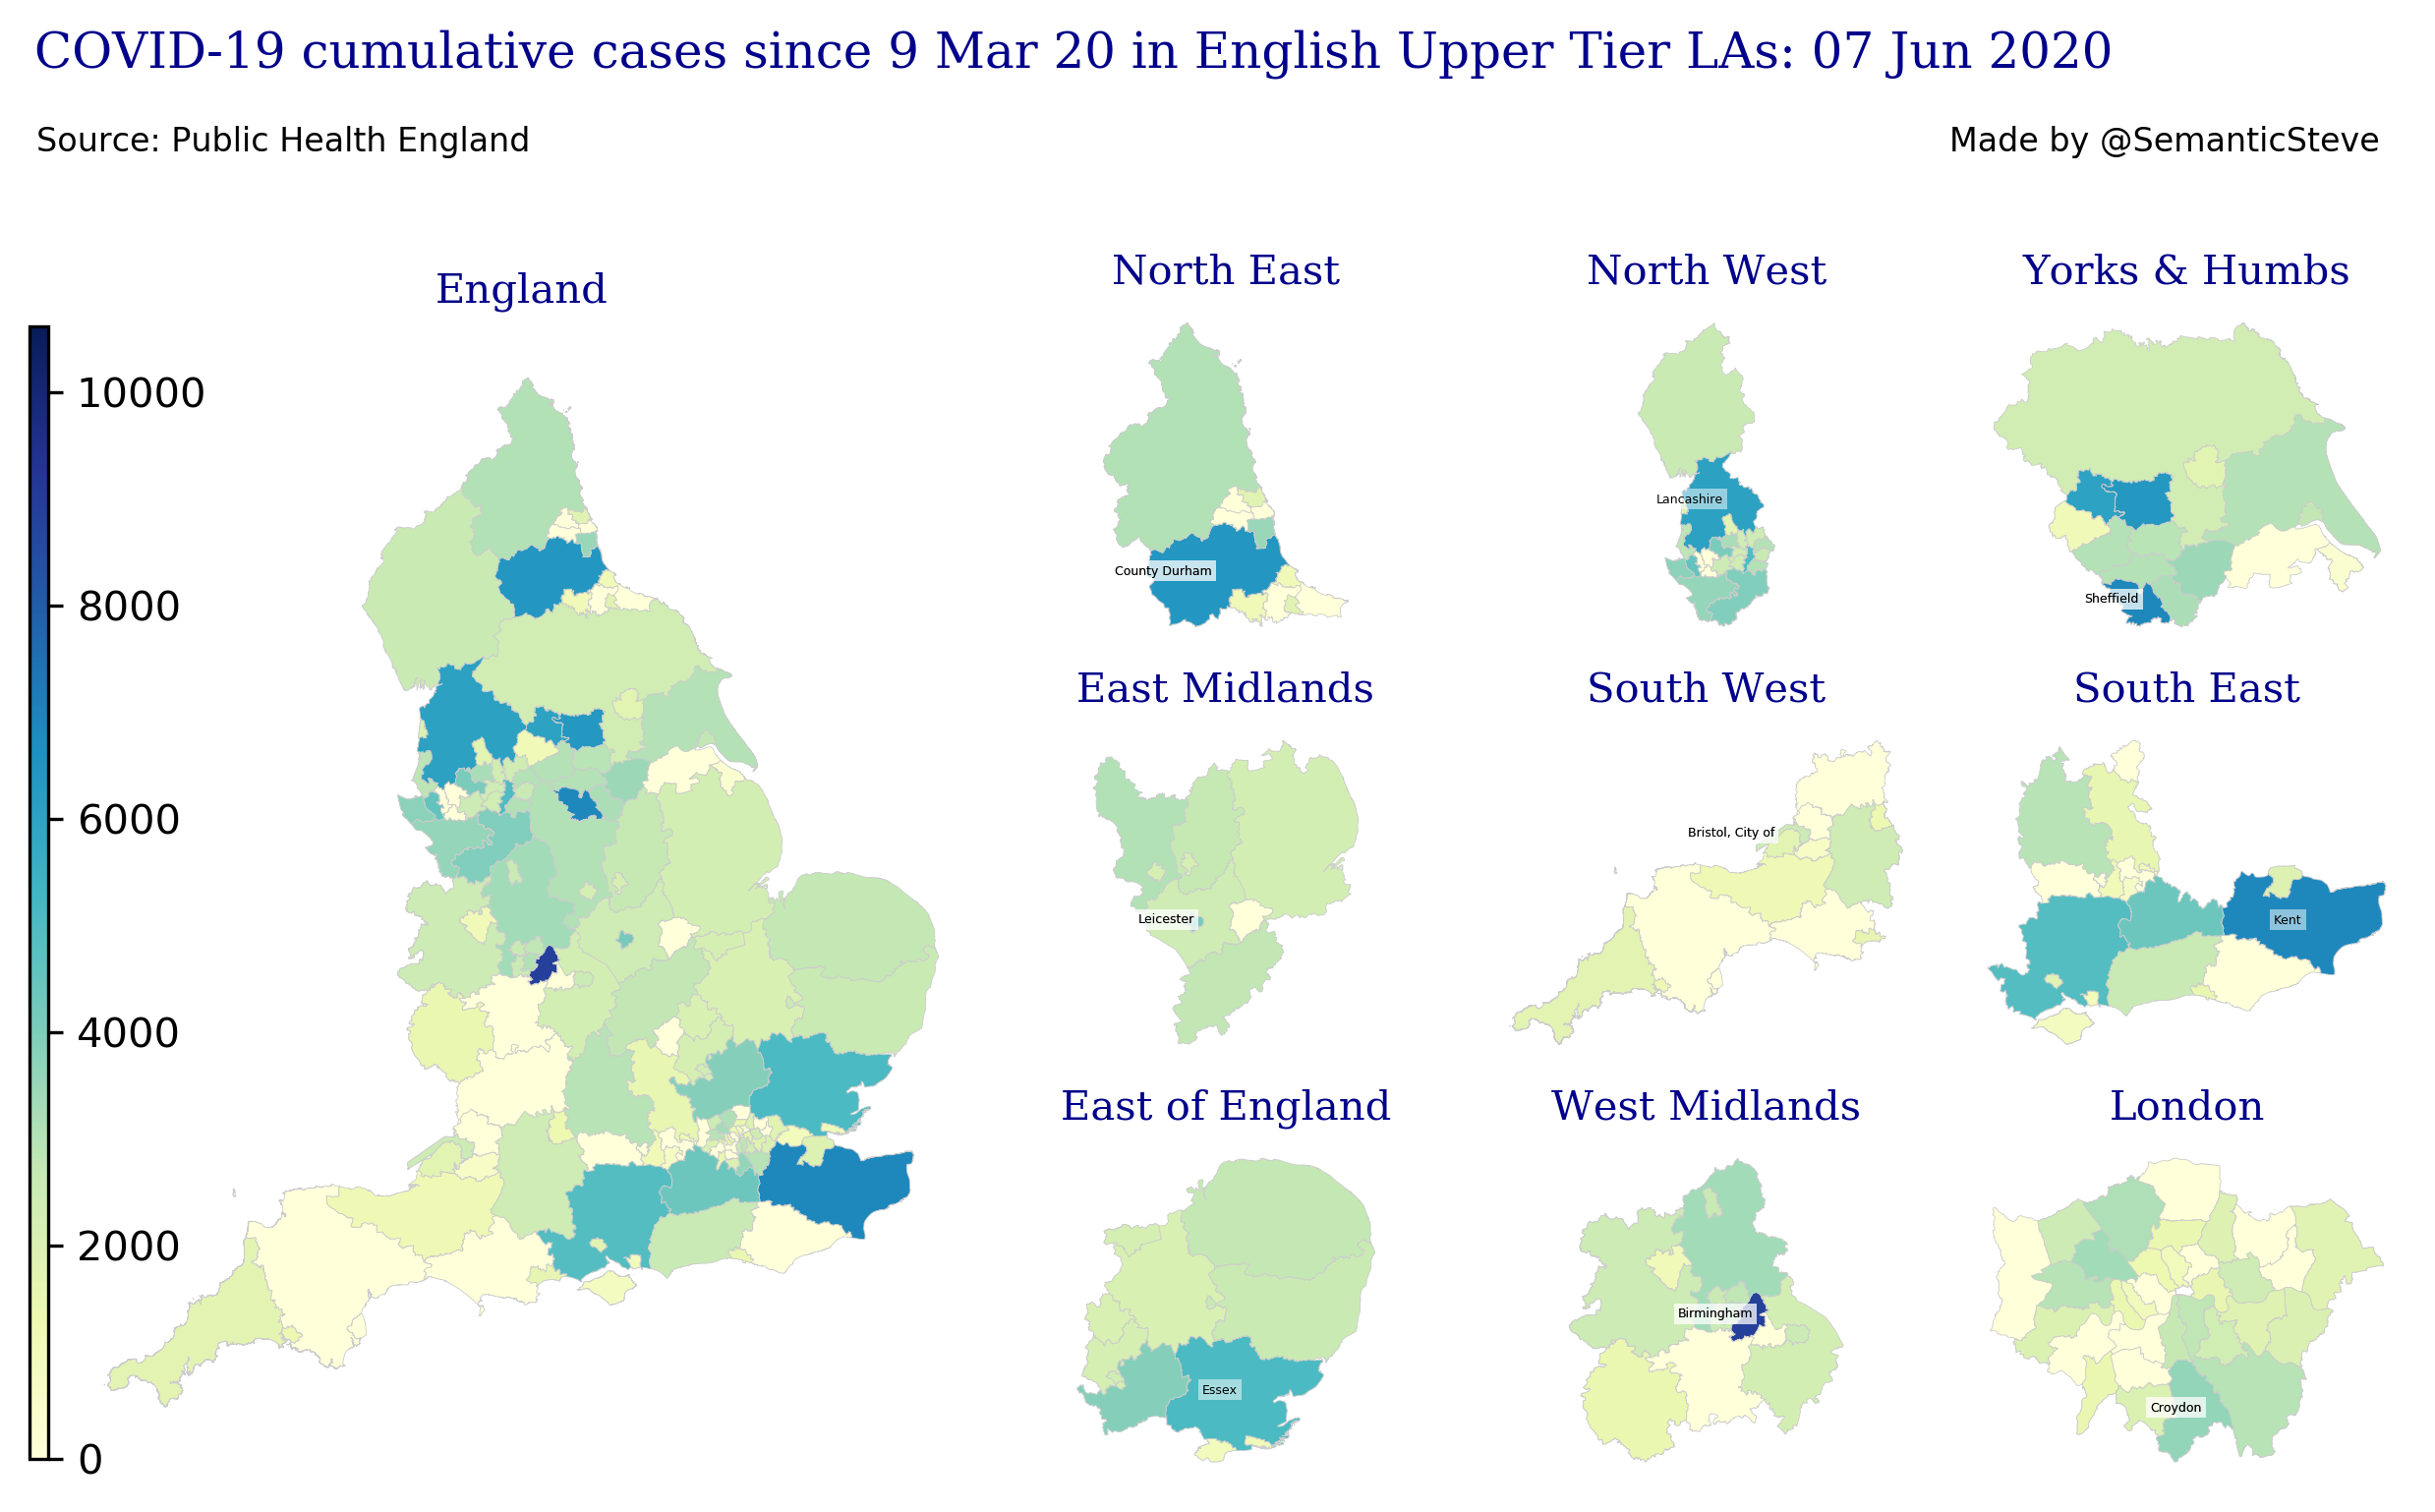 COVID-19 cumulative cases since 9 Mar 20 in English Upper Tier LAs: 07 Jun 2020
Source: Public Health England
Made by @SemanticSteve
England
10000
8000
6000
4000
2000
0
North East
County Durham
North West
Lancashire
Yorks & Humbs
Sheffield
East Midlands
Leicester
South West
Bristol, City of
South East
Kent
East of England
Essex
West Midlands
Birmingham
London
Croydon